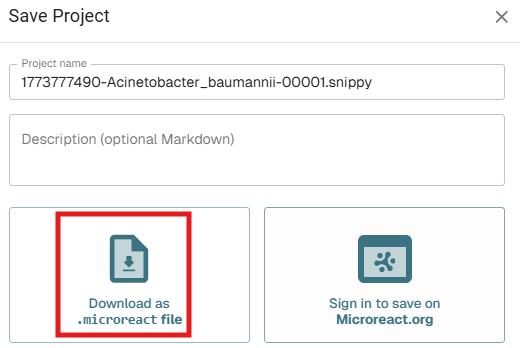 Save Project
Project name
1773777490-Acinetobacter_baumannii-00001.snippy
Description (optional Markdown)
Download as
.microreact file
Sign in to save on
Microreact.org